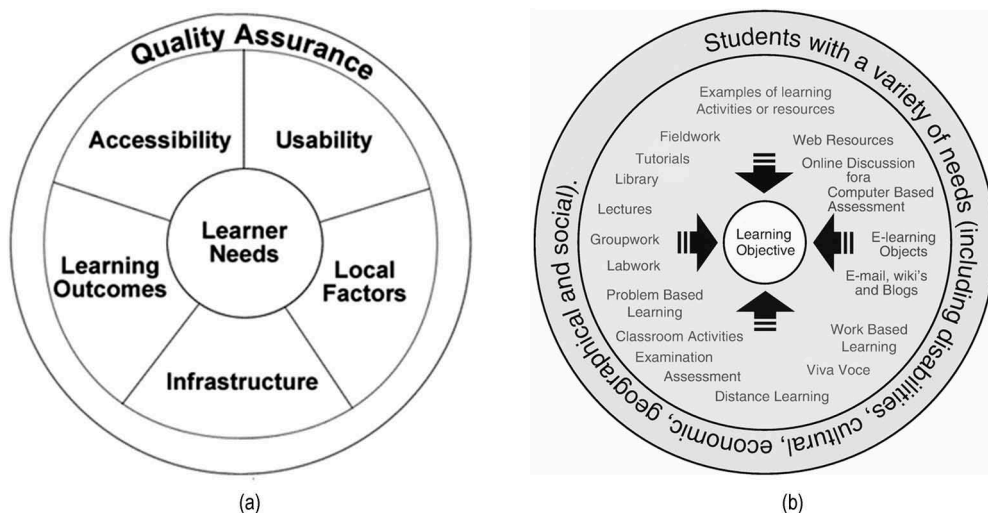 Quality Assurance
Accessibility
Usability
Learner
Needs
Learning
Outcomes
Local
Factors
Infrastructure
(a)
Students with a variety of needs (including disabilities, cultural, economic, geographical and social).
Examples of learning
Activities or resources
Fieldwork
Tutorials
Library
Lectures
Groupwork
Labwork
Problem Based
Learning
Classroom Activities
Examination
Assessment
Distance Learning
Web Resources
Online Discussion
fora
Computer Based
Assessment
E-learning
Objects
E-mail, wiki's
and Blogs
Work Based
Learning
Viva Voce
Learning
Objective
(b)